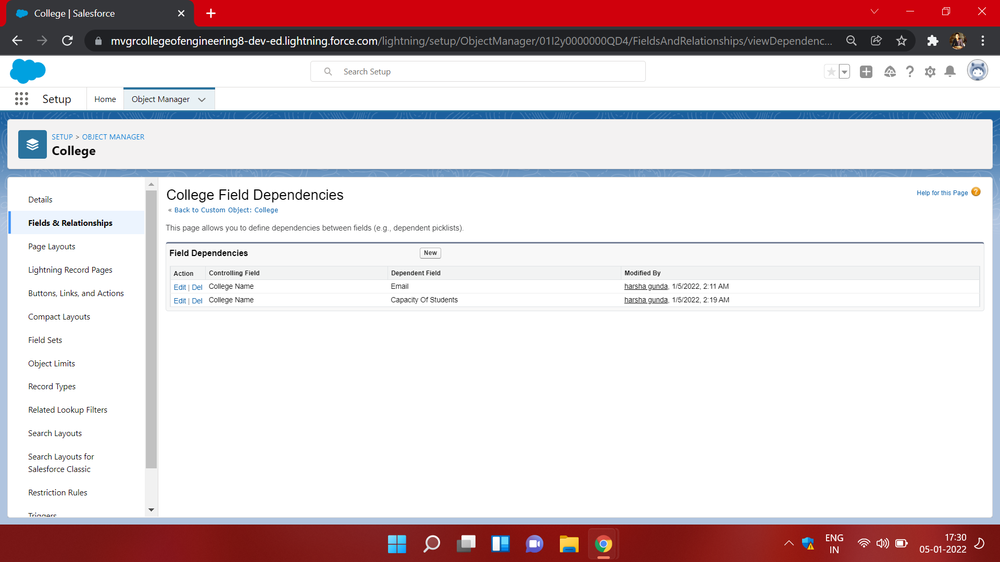 College | Salesforce
mvgrcollegeofengineering8-dev-ed.lightning.force.com/lightning/setup/ObjectManager/01I2y0000000QD4/FieldsAndRelationships/viewDependenc...
Search Setup
Setup
Home
Object Manager
SETUP > OBJECT MANAGER
College
Details
Fields & Relationships
Page Layouts
Lightning Record Pages
Buttons, Links, and Actions
Compact Layouts
Field Sets
Object Limits
Record Types
Related Lookup Filters
Search Layouts
Search Layouts for
Salesforce Classic
Restriction Rules
Triggers
College Field Dependencies
Help for this Page
« Back to Custom Object: College
This page allows you to define dependencies between fields (e.g., dependent picklists).
Field Dependencies New
Action Controlling Field Dependent Field Modified By
Edit | Del College Name Email harsha gunda, 1/5/2022, 2:11 AM
Edit | Del College Name Capacity Of Students harsha gunda, 1/5/2022, 2:19 AM
ENG
IN
17:30
05-01-2022